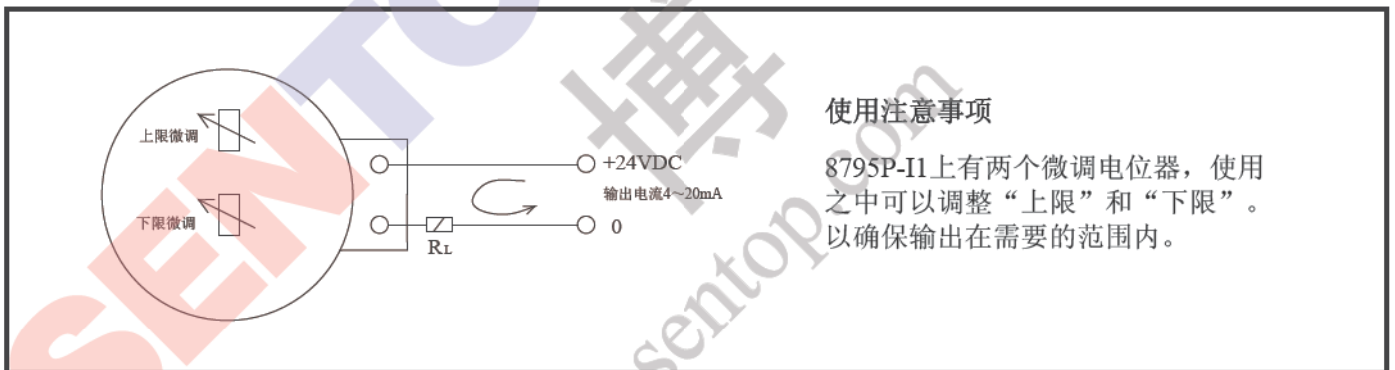 上限微调
下限微调
+24VDC
输出电流4~20mA
0
RL
使用注意事项
8795P-I1上有两个微调电位器，使用
之中可以调整“上限”和“下限”。
以确保输出在需要的范围内。
SENTO
博
sentop.com